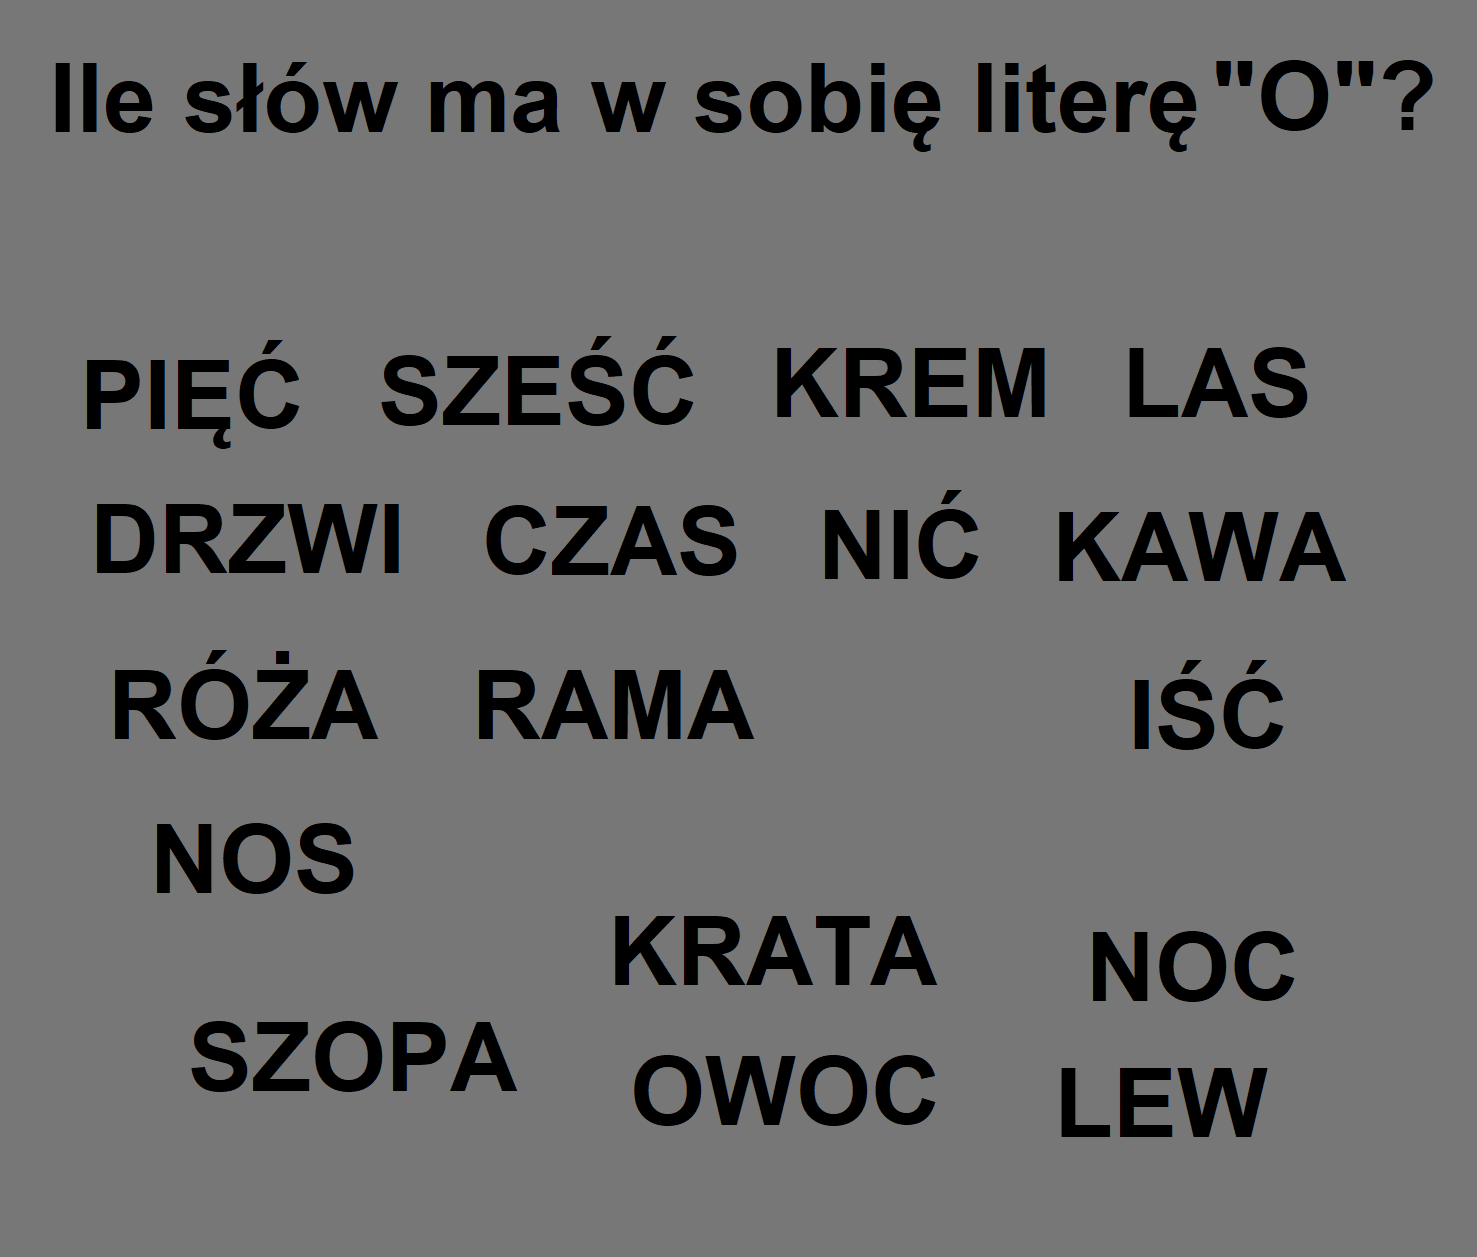 Ile słów ma w sobię literę "O"?
PIĘĆ SZEŚĆ KREM LAS
DRZWI CZAS NIĆ KAWA
RÓŻA RAMA IŚĆ
NOS
KRATA NOC
SZOPA OWOC LEW